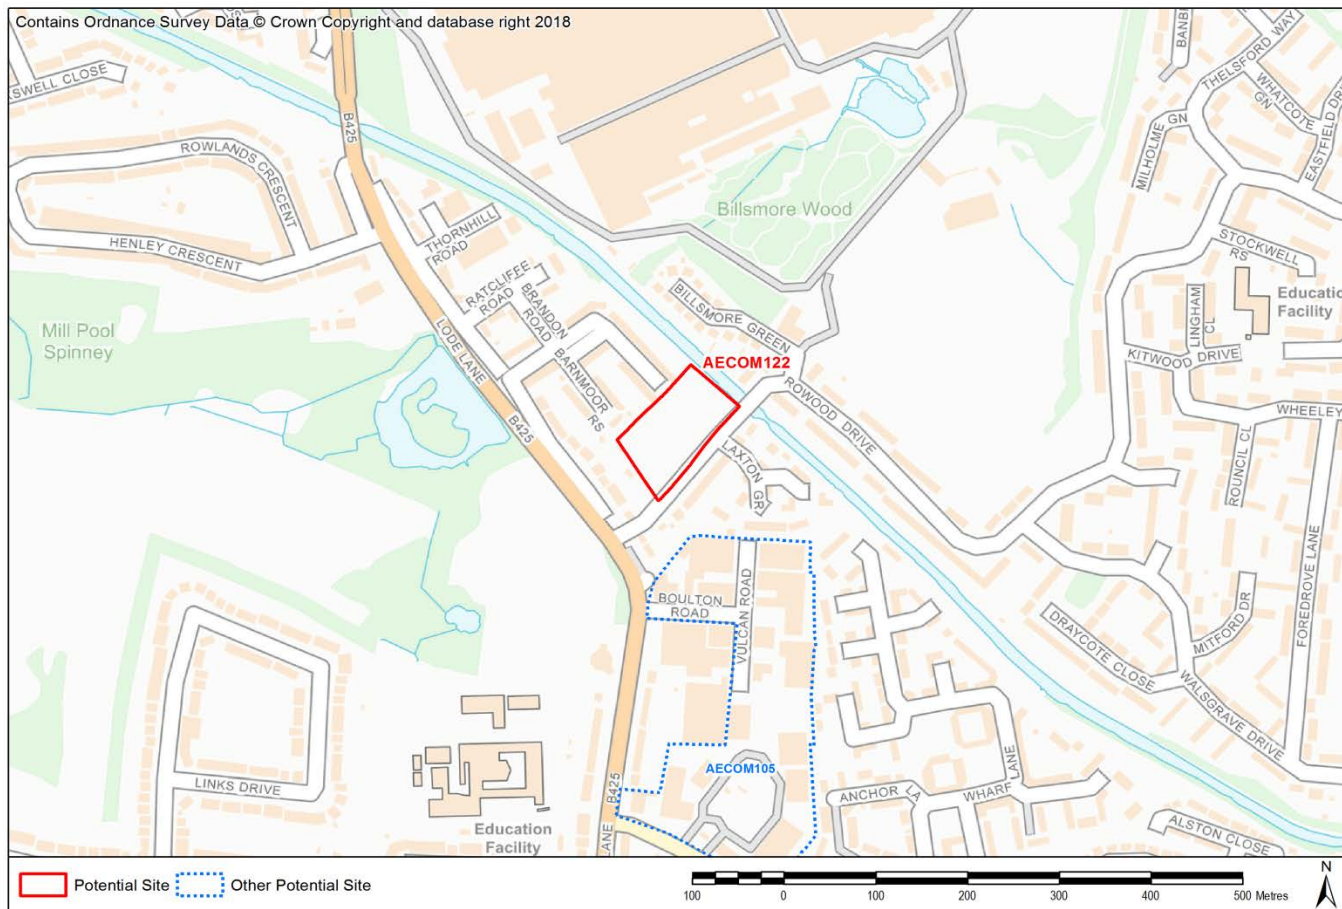 Contains Ordnance Survey Data © Crown Copyright and database right 2018
SWELL CLOSE
B425
ROWLANDS CRESCENT
HENLEY CRESCENT
THORNHILL
ROAD
RATCLIFFE
ROAD
BRANDON
ROAD
BARNMOOR
RS
LODE LANE
B425
Mill Pool
Spinney
Billsmore Wood
BILLSMORE GREEN
AECOM122
ROWOOD DRIVE
LAXTON GR
BANB
THELSFORD WAY
WHATCOTE
GN
EASTFIELD DR
MILHOLME GN
STOCKWELL
RS
Educatio
Facility
LINGHAM
CL
KITWOOD DRIVE
WHEELEY
ROUNCIL CL
FOREDROVE LANE
MITFORD DR
DRAYCOTE CLOSE
WALSGRAVE DRIVE
BOULTON
ROAD
VULCAN ROAD
AECOM105
LINKS DRIVE
Education
Facility
B425
LANE
ANCHOR LA
WHARF LANE
ALSTON CLOSE
Potential Site
Other Potential Site
100 0 100 200 300 400 500 Metres
N